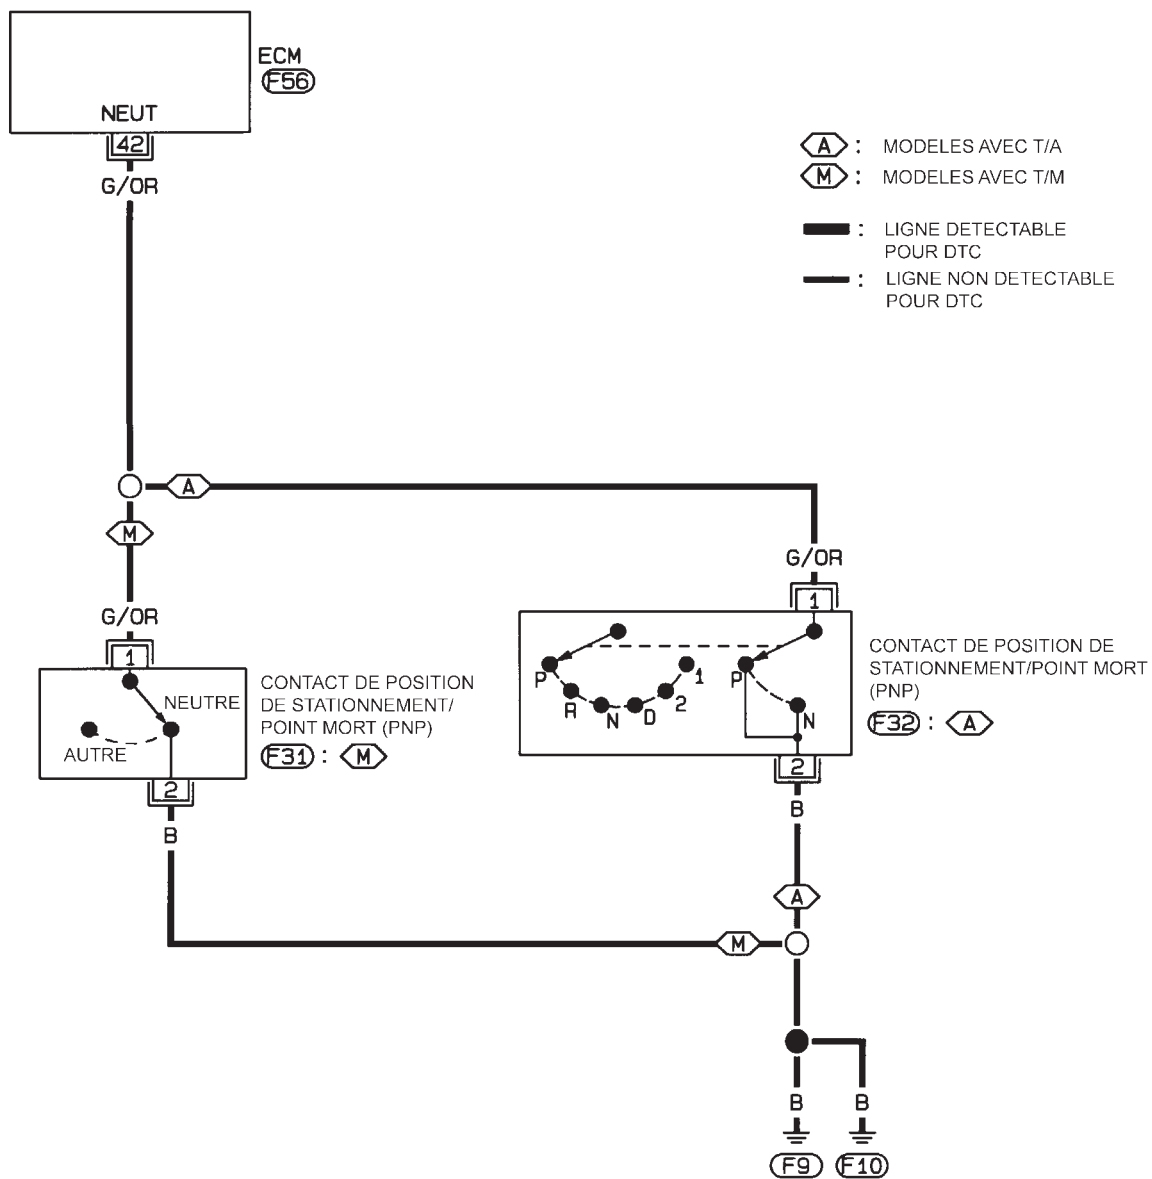 ECM
F56
NEUT
42
G/OR
A : MODELES AVEC T/A
M : MODELES AVEC T/M
: LIGNE DETECTABLE
POUR DTC
: LIGNE NON DETECTABLE
POUR DTC
A
M
G/OR
G/OR
1
NEUTRE
AUTRE
2
CONTACT DE POSITION
DE STATIONNEMENT/
POINT MORT (PNP)
F31 : M
B
1
P
R
N
D
2
1
P
N
2
CONTACT DE POSITION DE
STATIONNEMENT/POINT MORT
(PNP)
F32 : A
B
A
M
B
B
F9
F10